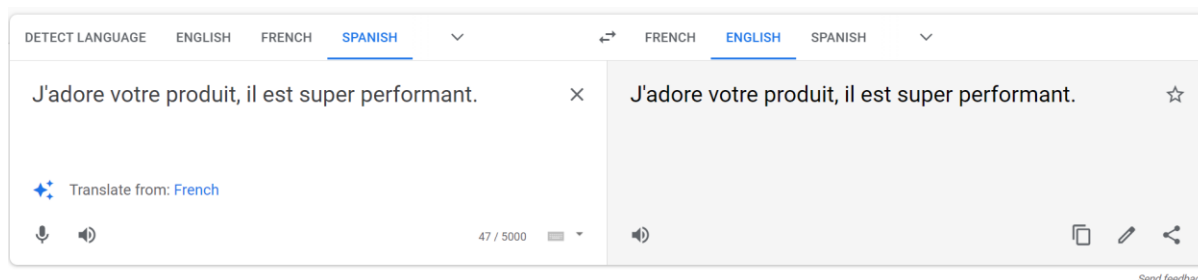 DETECT LANGUAGE ENGLISH FRENCH SPANISH FRENCH ENGLISH SPANISH
J'adore votre produit, il est super performant. J'adore votre produit, il est super performant.
Translate from: French
47 / 5000
Send